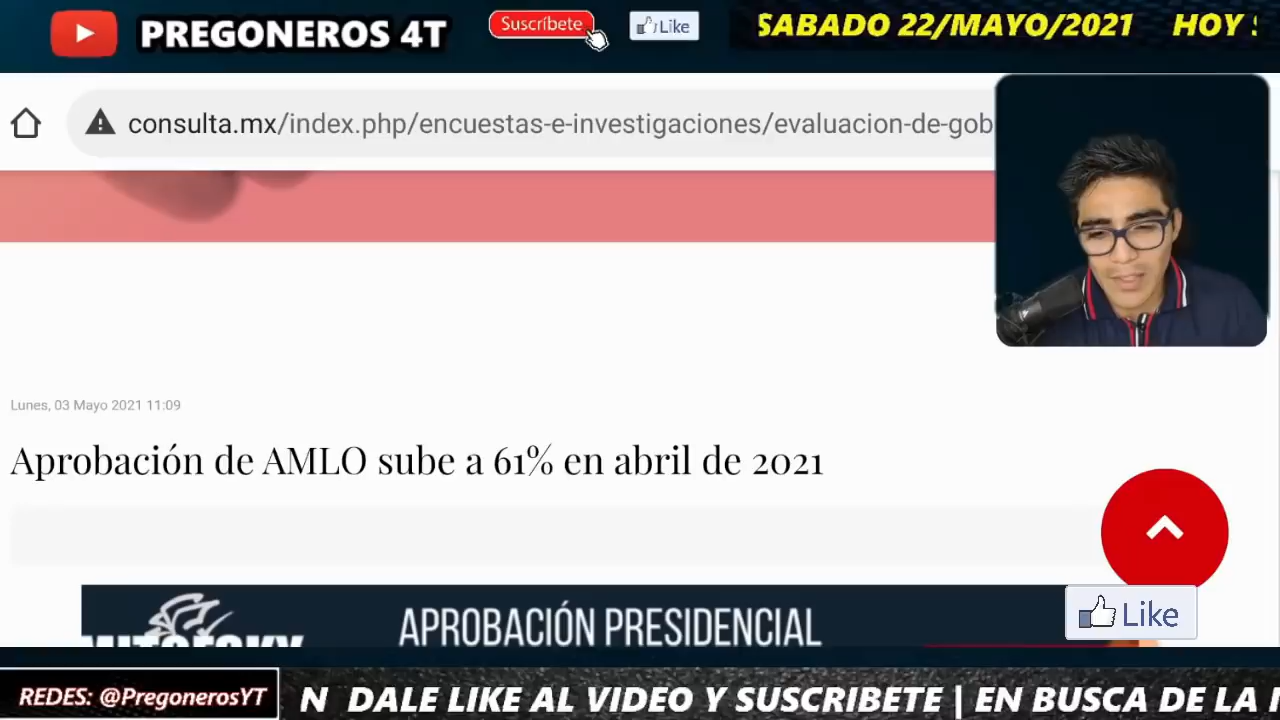 PREGONEROS 4T
Suscríbete
Like
SABADO 22/MAYO/2021 HOY
consulta.mx/index.php/encuestas-e-investigaciones/evaluacion-de-gob
Lunes, 03 Mayo 2021 11:09
Aprobación de AMLO sube a 61% en abril de 2021
MITOFSKY
APROBACIÓN PRESIDENCIAL
Like
REDES: @PregonerosYT
N DALE LIKE AL VIDEO Y SUSCRIBETE | EN BUSCA DE LA